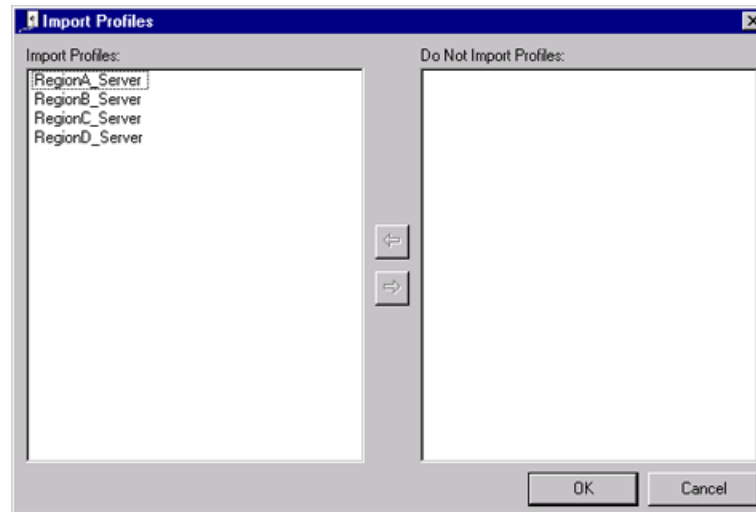 Import Profiles
Import Profiles:
Do Not Import Profiles:
RegionA_Server
RegionB_Server
RegionC_Server
RegionD_Server
OK
Cancel